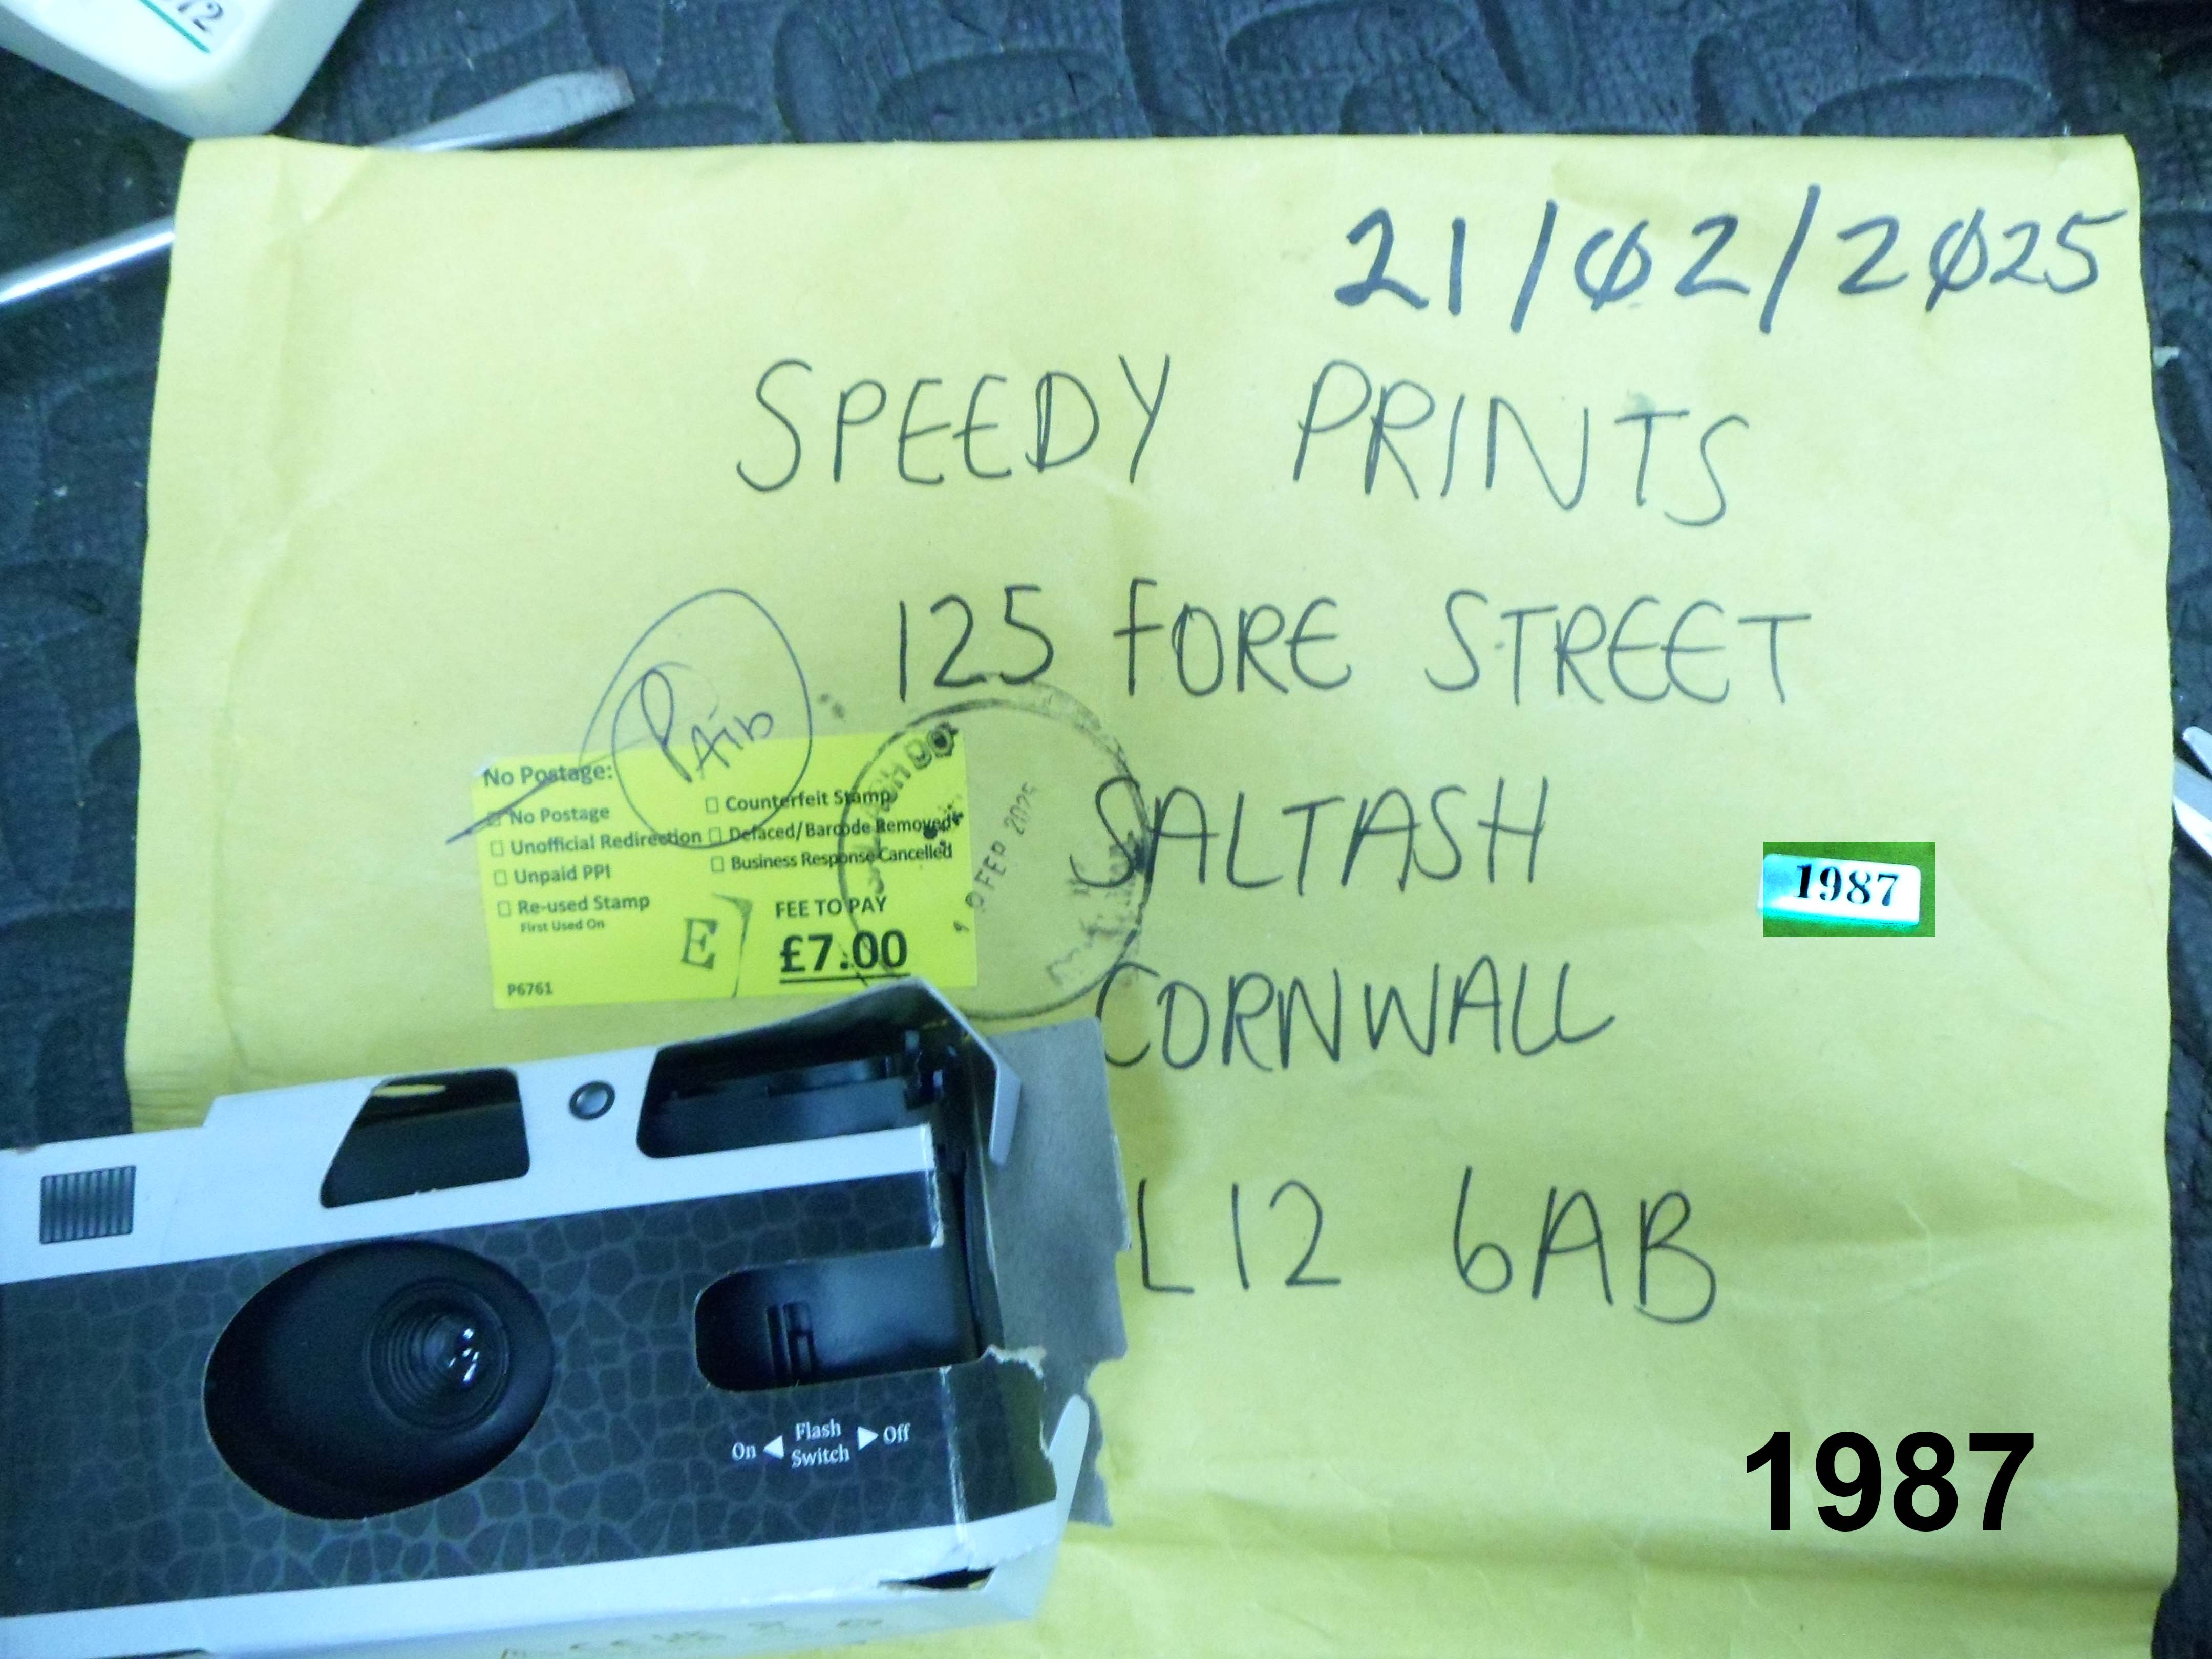 21/02/2025
SPEEDY PRINTS
125 FORE STREET
SALTASH
CORNWALL
L12 6AB
PAID
No Postage:
No Postage
Unofficial Redirection
Unpaid PPI
Re-used Stamp
First Used On
Counterfeit Stamp
Defaced/Barcode Removed
Business Response Cancelled
E
FEE TO PAY
£7.00
P6761
FEB 2025
1987
On ◀ Flash Switch ▶ Off
1987